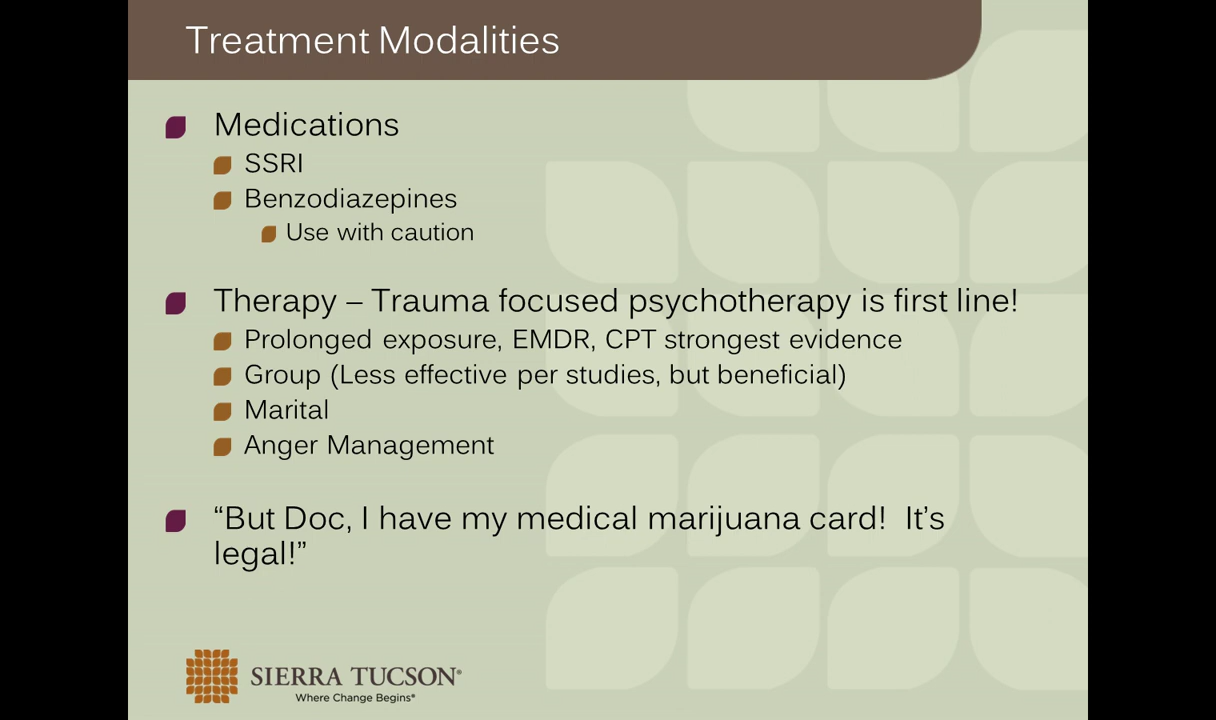 Treatment Modalities
Medications
SSRI
Benzodiazepines
Use with caution
Therapy – Trauma focused psychotherapy is first line!
Prolonged exposure, EMDR, CPT strongest evidence
Group (Less effective per studies, but beneficial)
Marital
Anger Management
“But Doc, I have my medical marijuana card!  It’s
legal!”
SIERRA TUCSON®
Where Change Begins®